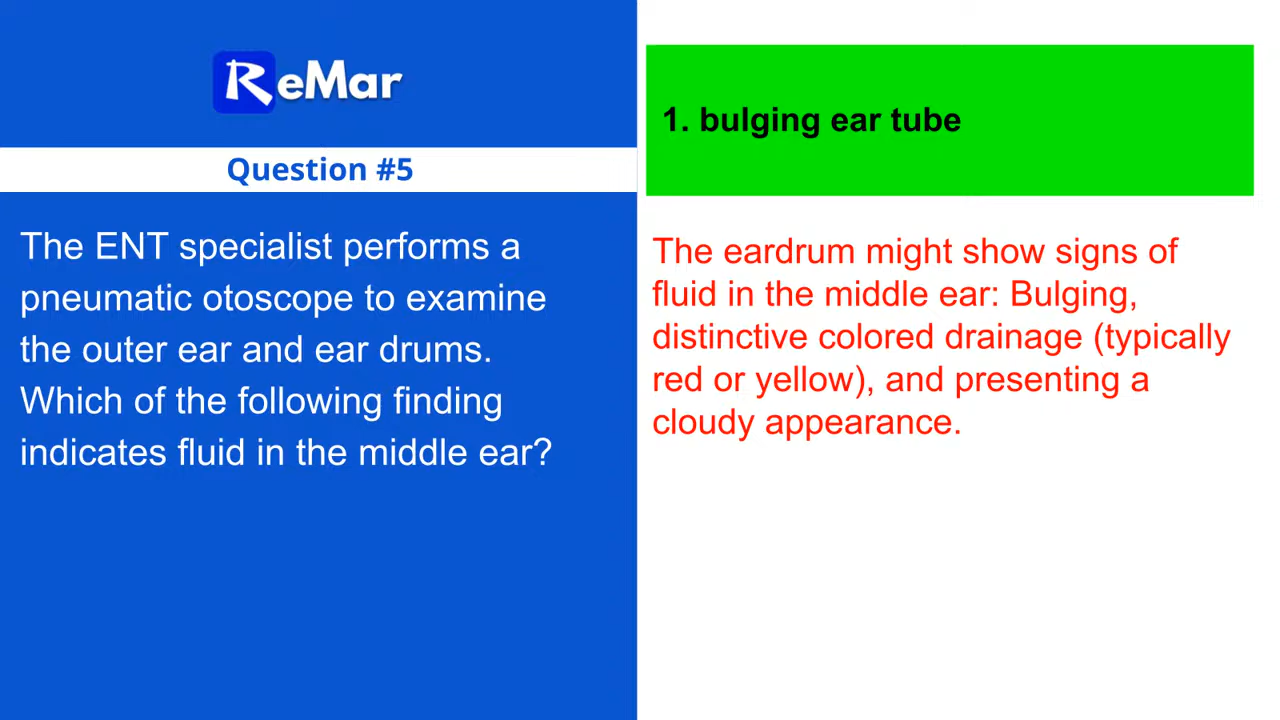 ReMar
Question #5
The ENT specialist performs a
pneumatic otoscope to examine
the outer ear and ear drums.
Which of the following finding
indicates fluid in the middle ear?
1. bulging ear tube
The eardrum might show signs of
fluid in the middle ear: Bulging,
distinctive colored drainage (typically
red or yellow), and presenting a
cloudy appearance.